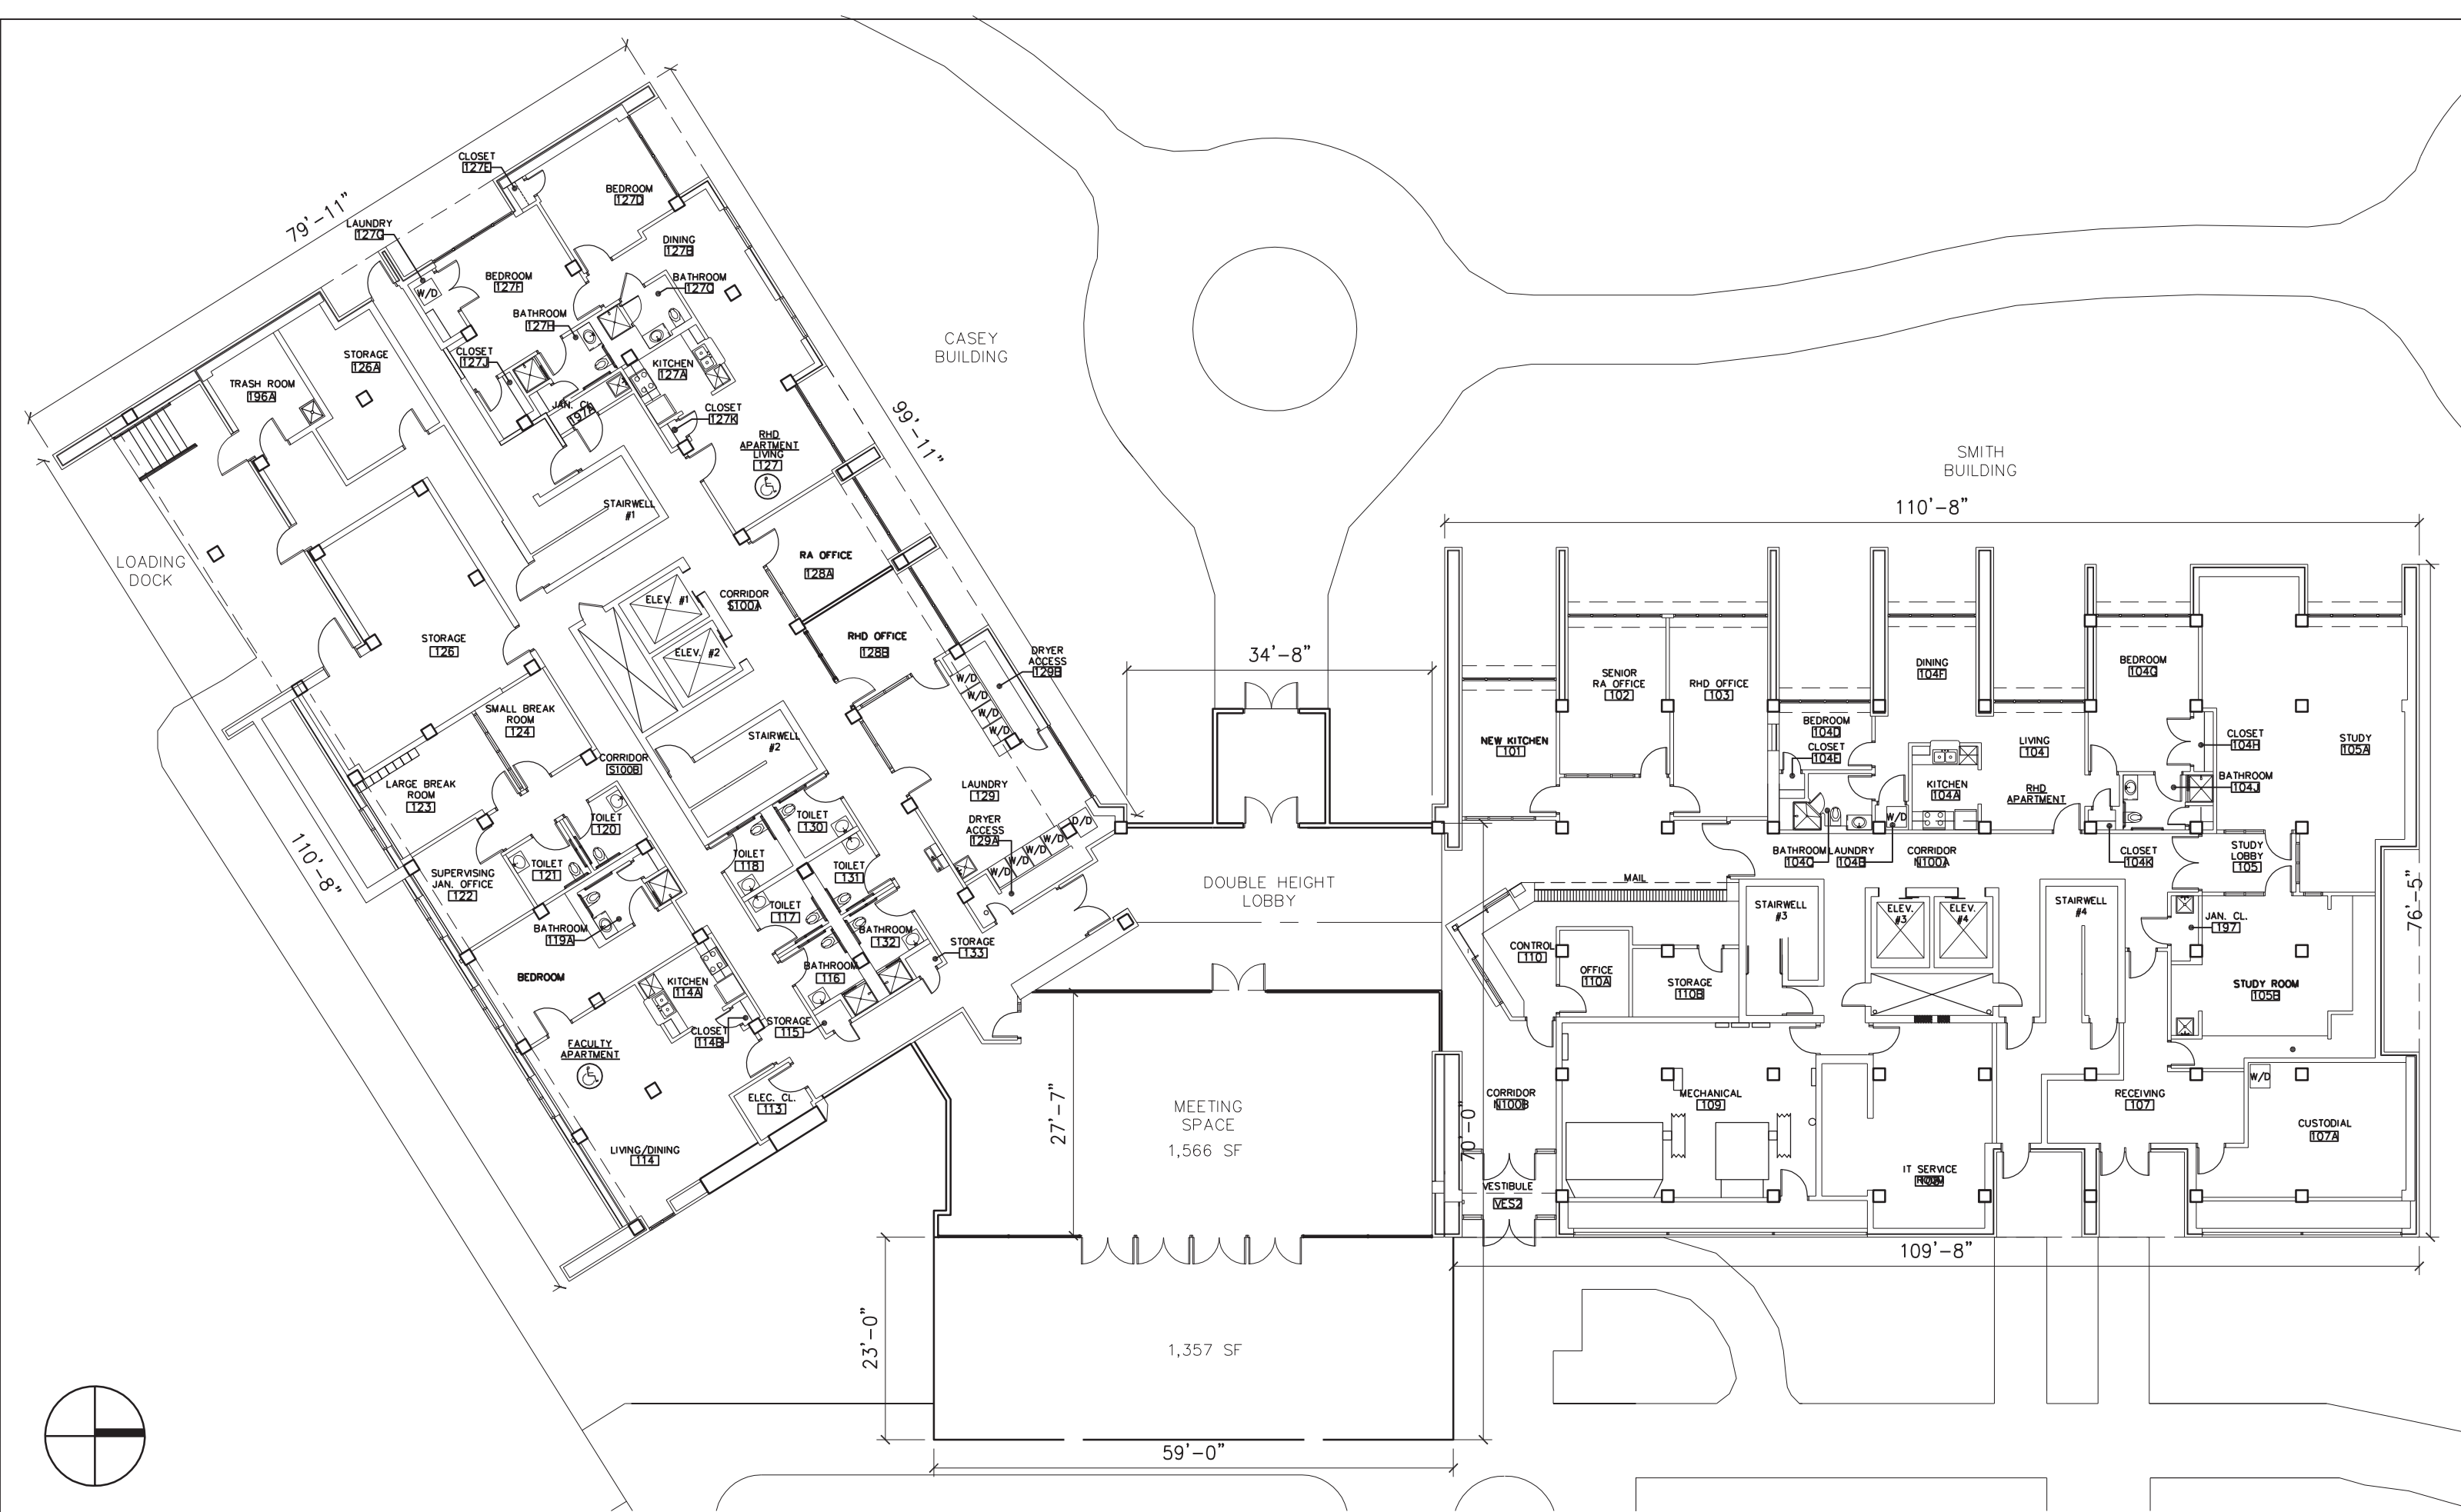 79'-11"
CLOSET
127E
BEDROOM
127D
LAUNDRY
127G
DINING
127B
BEDROOM
127F
W/D
BATHROOM
127C
BATHROOM
127H
CLOSET
127J
KITCHEN
127A
JAN. CL.
197A
CLOSET
127K
STORAGE
126A
TRASH ROOM
196A
RHD
APARTMENT
LIVING
127
99'-11"
CASEY
BUILDING
STAIRWELL
#1
LOADING
DOCK
RA OFFICE
128A
ELEV. #1
CORRIDOR
S100A
RHD OFFICE
128B
ELEV. #2
STORAGE
126
DRYER
ACCESS
129B
W/D
W/D
W/D
W/D
SMALL BREAK
ROOM
124
STAIRWELL
#2
CORRIDOR
S100B
LARGE BREAK
ROOM
123
LAUNDRY
129
DRYER
ACCESS
129A
D/D
W/D
W/D
W/D
W/D
TOILET
120
TOILET
130
110'-8"
TOILET
121
TOILET
118
TOILET
131
SUPERVISING
JAN. OFFICE
122
TOILET
117
BATHROOM
119A
BATHROOM
132
STORAGE
133
BEDROOM
BATHROOM
116
KITCHEN
114A
STORAGE
115
CLOSET
114B
FACULTY
APARTMENT
ELEC. CL.
113
LIVING/DINING
114
34'-8"
DOUBLE HEIGHT
LOBBY
27'-7"
MEETING
SPACE
1,566 SF
70'-0"
23'-0"
1,357 SF
59'-0"
SMITH
BUILDING
110'-8"
SENIOR
RA OFFICE
102
RHD OFFICE
103
DINING
104F
BEDROOM
104G
NEW KITCHEN
101
BEDROOM
104D
CLOSET
104E
LIVING
104
CLOSET
104H
STUDY
105A
KITCHEN
104A
RHD
APARTMENT
BATHROOM
104J
W/D
BATHROOM
104C
LAUNDRY
104B
CORRIDOR
N100A
CLOSET
104K
STUDY
LOBBY
105
MAIL
STAIRWELL
#3
ELEV.
#3
ELEV.
#4
STAIRWELL
#4
JAN. CL.
197
76'-5"
CONTROL
110
OFFICE
110A
STORAGE
110B
STUDY ROOM
105B
CORRIDOR
N100B
MECHANICAL
109
W/D
RECEIVING
107
CUSTODIAL
107A
VESTIBULE
VES2
IT SERVICE
ROOM
109'-8"